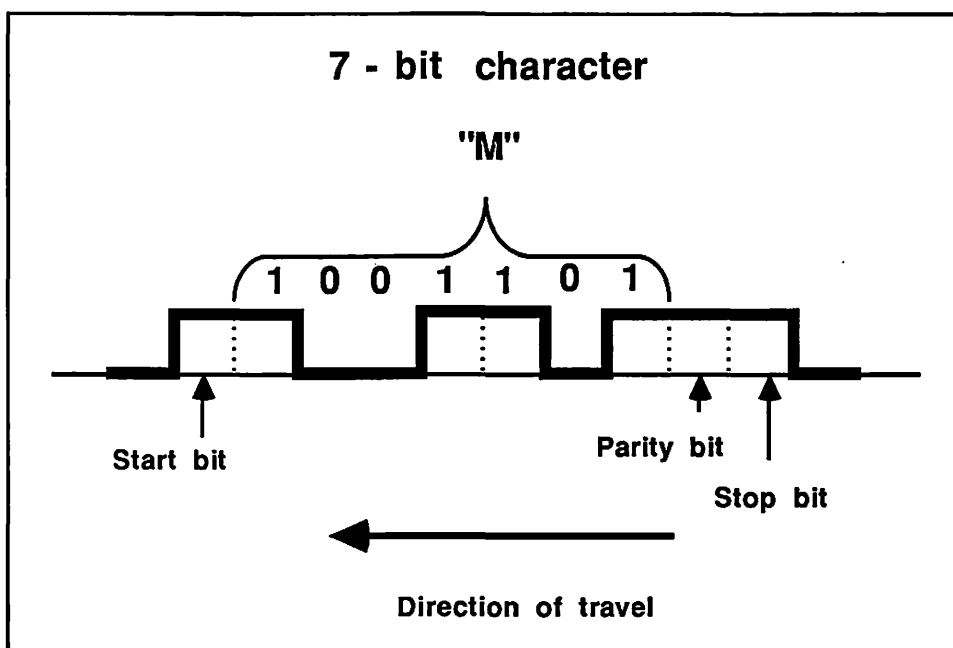 7 - bit character
"M"
1 0 0 1 1 0 1
Start bit
Parity bit
Stop bit
Direction of travel